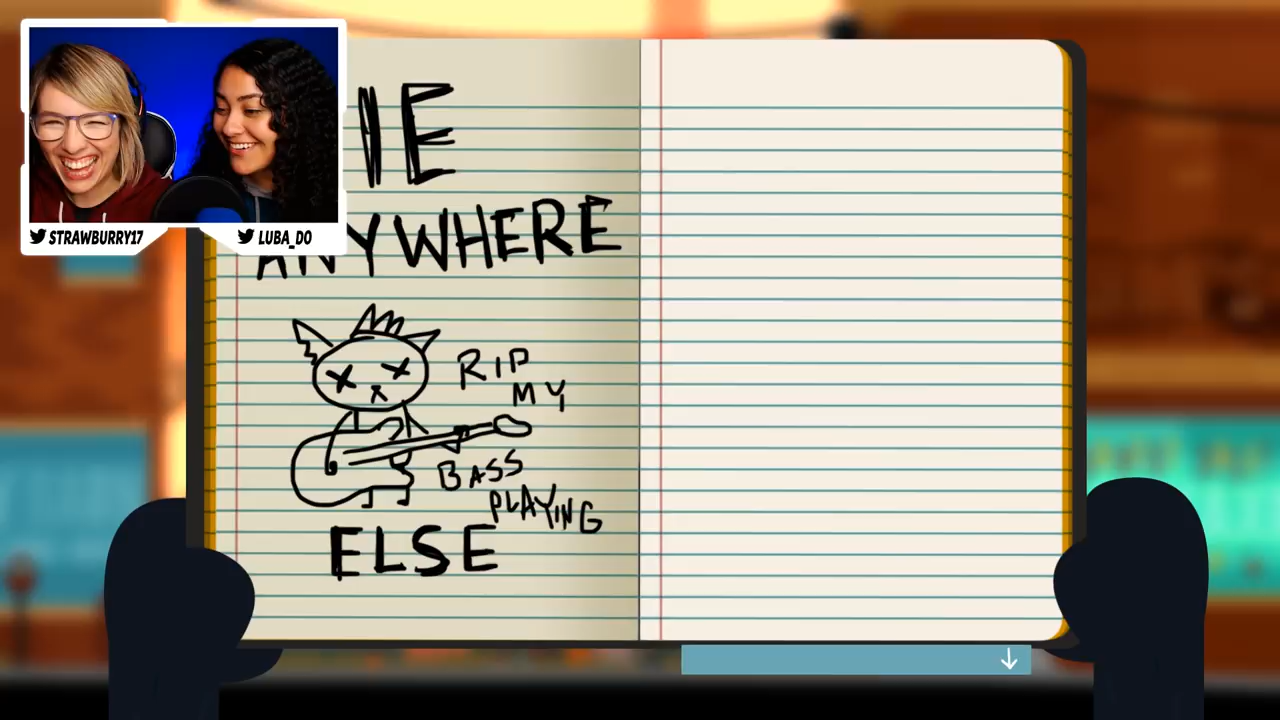 STRAWBURRY17
LUBA_DO
IE
ANYWHERE
RIP
MY
BASS
PLAYING
ELSE